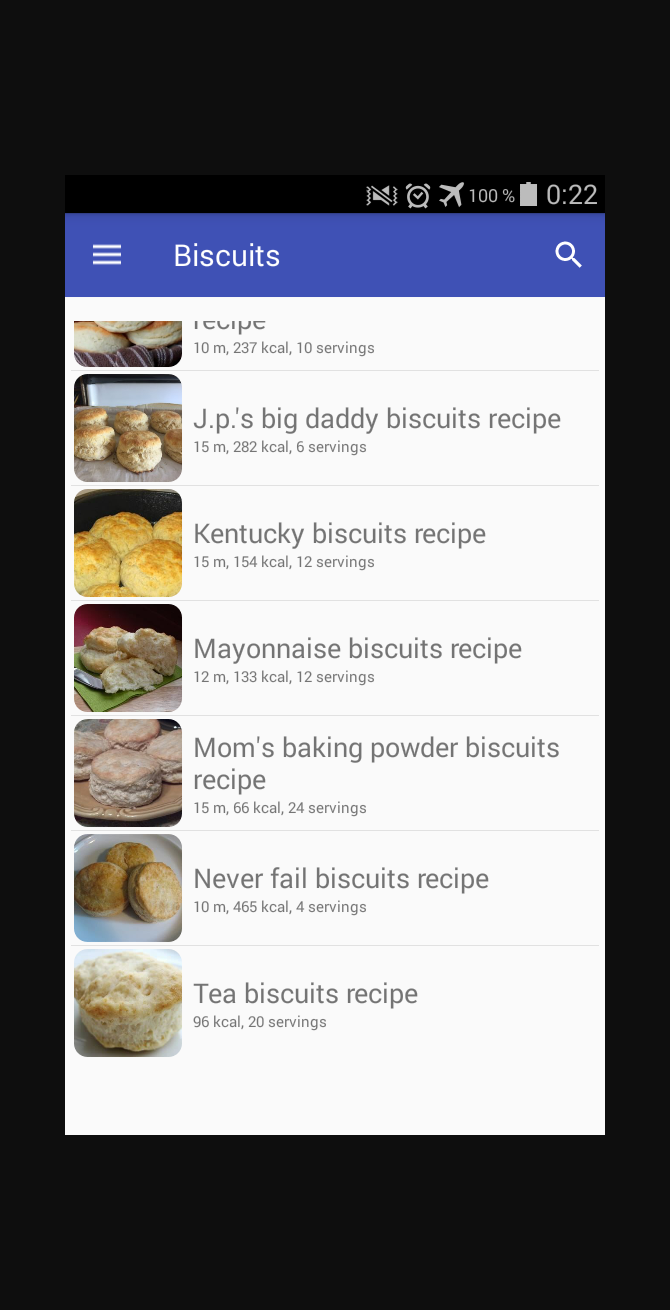 100 % 0:22
Biscuits
recipe
10 m, 237 kcal, 10 servings
J.p.'s big daddy biscuits recipe
15 m, 282 kcal, 6 servings
Kentucky biscuits recipe
15 m, 154 kcal, 12 servings
Mayonnaise biscuits recipe
12 m, 133 kcal, 12 servings
Mom's baking powder biscuits
recipe
15 m, 66 kcal, 24 servings
Never fail biscuits recipe
10 m, 465 kcal, 4 servings
Tea biscuits recipe
96 kcal, 20 servings